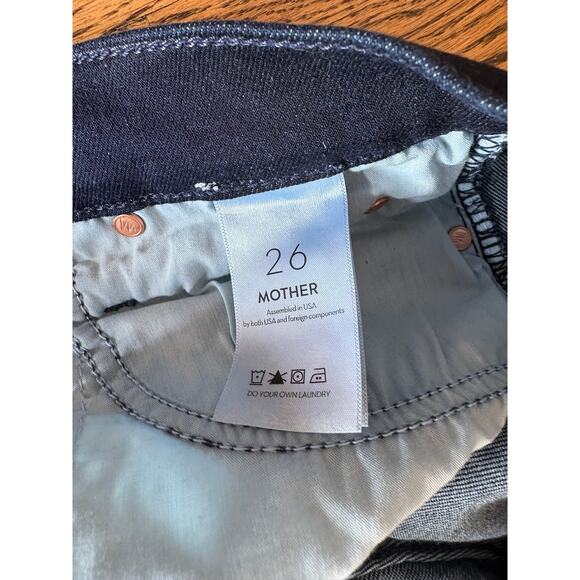 26
MOTHER
Assembled in USA
by both USA and foreign components
DO YOUR OWN LAUNDRY